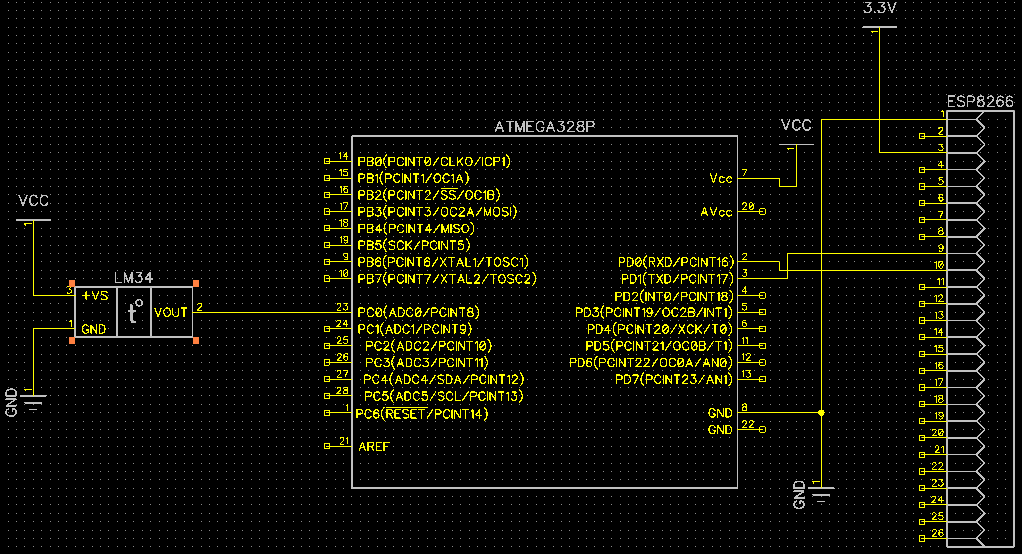 3.3V
ESP8266
ATMEGA328P
VCC
1
1
1
2
3
4
5
6
7
8
9
10
11
12
13
14
15
16
17
18
19
20
21
22
23
24
25
26
14 PB0(PCINT0/CLKO/ICP1)
15 PB1(PCINT1/OC1A)
16 PB2(PCINT2/SS/OC1B)
17 PB3(PCINT3/OC2A/MOSI)
18 PB4(PCINT4/MISO)
19 PB5(SCK/PCINT5)
9 PB6(PCINT6/XTAL1/TOSC1)
10 PB7(PCINT7/XTAL2/TOSC2)
23 PC0(ADC0/PCINT8)
24 PC1(ADC1/PCINT9)
25 PC2(ADC2/PCINT10)
26 PC3(ADC3/PCINT11)
27 PC4(ADC4/SDA/PCINT12)
28 PC5(ADC5/SCL/PCINT13)
1 PC6(RESET/PCINT14)
21 AREF
Vcc 7
AVcc 20
PD0(RXD/PCINT16) 2
PD1(TXD/PCINT17) 3
PD2(INT0/PCINT18) 4
PD3(PCINT19/OC2B/INT1) 5
PD4(PCINT20/XCK/T0) 6
PD5(PCINT21/OC0B/T1) 11
PD6(PCINT22/OC0A/AN0) 12
PD7(PCINT23/AN1) 13
GND 8
GND 22
GND
1
VCC
1
LM34
3 +VS
1 GND
t°
VOUT 2
GND
1